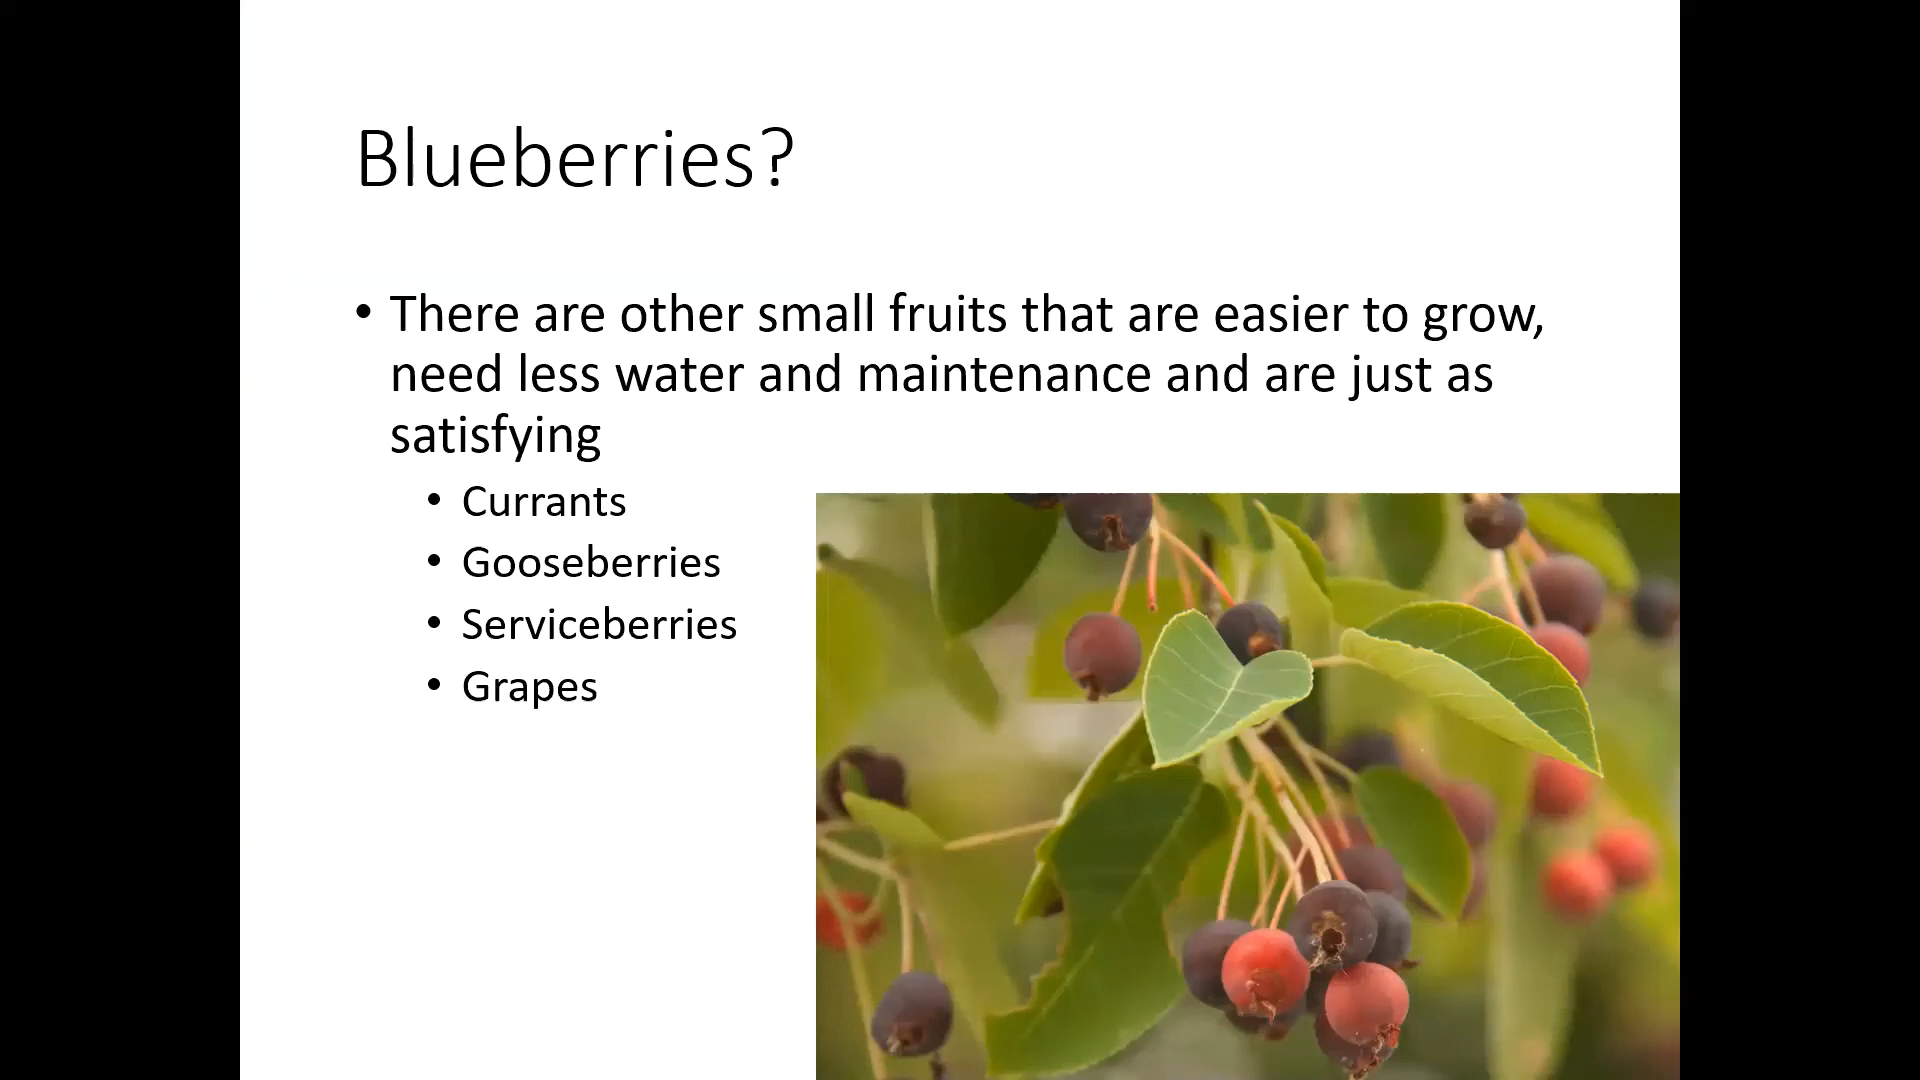 Blueberries?
• There are other small fruits that are easier to grow,
need less water and maintenance and are just as
satisfying
• Currants
• Gooseberries
• Serviceberries
• Grapes